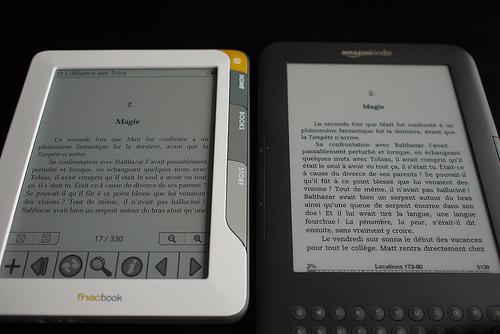 L'Alliance des Trois
2.
Magie
La seconde fois que Matt fut confronté à un
phénomène fantastique fut la dernière, avant que la
Tempête n'arrive.
Sa confrontation avec Balthazar l'avait passablement
perturbé et lorsque, en échangeant quelques mots avec
Tobias, il avait compris qu'il était le seul à avoir vu tout
ça, il s'était tu. Était-ce à cause du divorce de ses parents ?
Se pouvait-il qu'il fût à ce point blessé que lui venaient
des visions ? Tout de même, il n'avait pas halluciné !
Balthazar avait bien un serpent autour du bras ainsi qu'un
17 / 330
HOME
BOOKS
STORE
fnacbook
amazonkindle
2.
Magie
La seconde fois que Matt fut confronté à un
phénomène fantastique fut la dernière, avant que
la Tempête n'arrive.
Sa confrontation avec Balthazar l'avait
passablement perturbé et lorsque, en échangeant
quelques mots avec Tobias, il avait compris qu'il
était le seul à avoir vu tout ça, il s'était tu. Était-ce
à cause du divorce de ses parents ? Se pouvait-il
qu'il fût à ce point blessé que lui venaient des
visions ? Tout de même, il n'avait pas halluciné !
Balthazar avait bien un serpent autour du bras
ainsi qu'une queue de serpent énorme dans son
dos ! Et il lui avait tiré la langue, une langue
fourchue ! La pénombre, la peur, s'était-il dit
ensuite, sans vraiment y croire.
Le vendredi soir sonna le début des vacances
pour tout le collège. Matt rentra directement chez
3%
Locations 173-80
5130